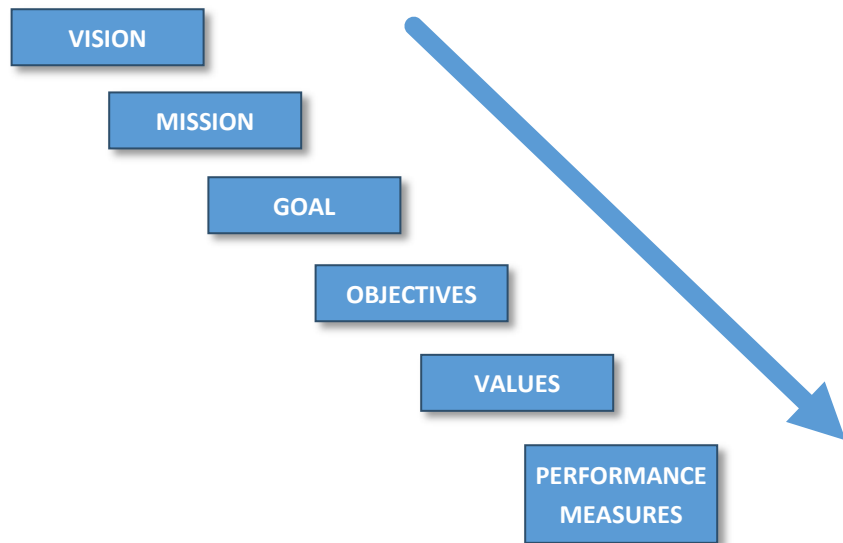 VISION
MISSION
GOAL
OBJECTIVES
VALUES
PERFORMANCE
MEASURES